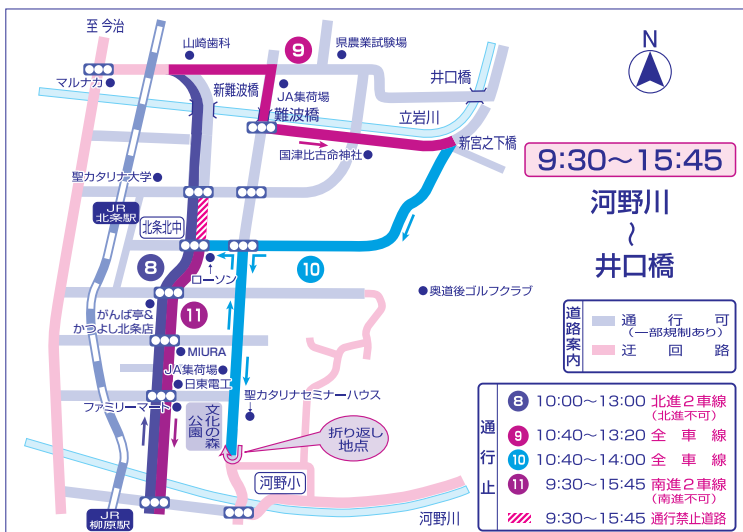 至 今治
山崎歯科
9
県農業試験場
マルナカ
新難波橋
JA集荷場
井口橋
難波橋
立岩川
新宮之下橋
国津比古命神社
聖カタリナ大学
JR
北条駅
北条北中
8
ローソン
10
がんば亭&
かつよし北条店
11
奥道後ゴルフクラブ
MIURA
JA集荷場
日東電工
聖カタリナセミナーハウス
ファミリーマート
文化の森
公園
折り返し
地点
河野小
JR
柳原駅
河野川
N
9:30〜15:45
河野川
〜
井口橋
道路案内
通行可
(一部規制あり)
迂回路
通行止
8 10:00〜13:00 北進2車線
(北進不可)
9 10:40〜13:20 全車線
10 10:40〜14:00 全車線
11 9:30〜15:45 南進2車線
(南進不可)
9:30〜15:45 通行禁止道路